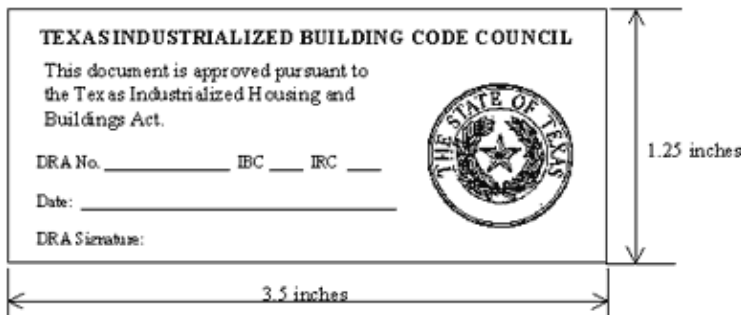 TEXAS INDUSTRIALIZED BUILDING CODE COUNCIL
This document is approved pursuant to
the Texas Industrialized Housing and
Buildings Act.
THE STATE OF TEXAS
1.25 inches
DRA No. ____________ IBC ___ IRC ___
Date: ______________________________
DRA Signature:
3.5 inches